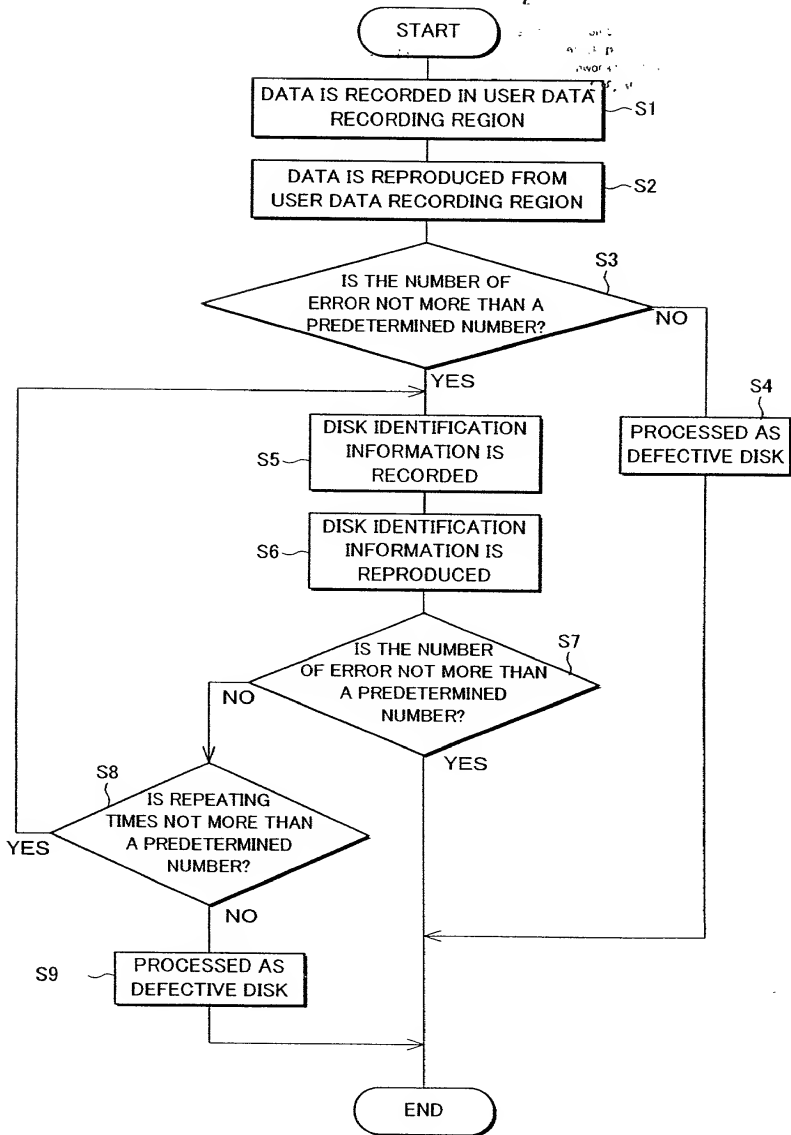 START
DATA IS RECORDED IN USER DATA
RECORDING REGION
S1
DATA IS REPRODUCED FROM
USER DATA RECORDING REGION
S2
S3
IS THE NUMBER OF
ERROR NOT MORE THAN A
PREDETERMINED NUMBER?
NO
YES
S4
PROCESSED AS
DEFECTIVE DISK
DISK IDENTIFICATION
INFORMATION IS
RECORDED
S5
DISK IDENTIFICATION
INFORMATION IS
REPRODUCED
S6
S7
IS THE NUMBER
OF ERROR NOT MORE THAN
A PREDETERMINED
NUMBER?
NO
YES
S8
IS REPEATING
TIMES NOT MORE THAN
A PREDETERMINED
NUMBER?
YES
NO
S9
PROCESSED AS
DEFECTIVE DISK
END